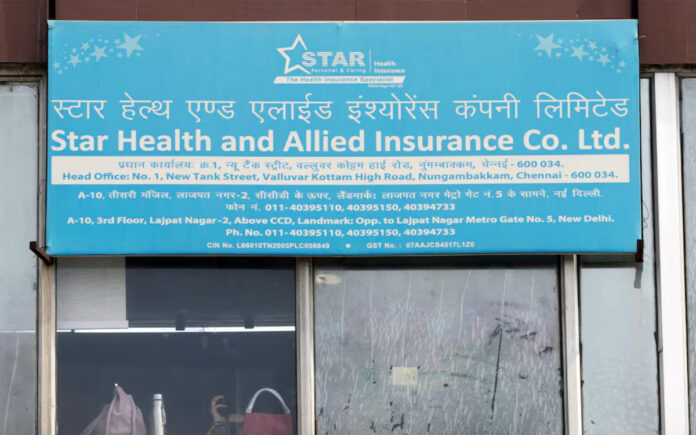 STAR Health
Personal & Caring Insurance
The Health Insurance Specialist
स्टार हेल्थ एण्ड एलाईड इंश्योरेंस कंपनी लिमिटेड
Star Health and Allied Insurance Co. Ltd.
प्रधान कार्यालयः क्र.1, न्यू टैंक स्ट्रीट, वल्लुवर कोट्टम हाई रोड, नुंगमबाक्कम, चेन्नई - 600 034.
Head Office: No. 1, New Tank Street, Valluvar Kottam High Road, Nungambakkam, Chennai - 600 034.
A-10, तीसरी मंजिल, लाजपत नगर-2, सीसीडी के ऊपर, लैंडमार्कः लाजपत नगर मेट्रो गेट नं.5 के सामने, नई दिल्ली.
फोन नं. 011-40395110, 40395150, 40394733
A-10, 3rd Floor, Lajpat Nagar-2, Above CCD, Landmark: Opp. to Lajpat Nagar Metro Gate No. 5, New Delhi.
Ph. No. 011-40395110, 40395150, 40394733
CIN No. L66010TN2005PLC056649 • GST No. : 07AAJCS4517L1Z0